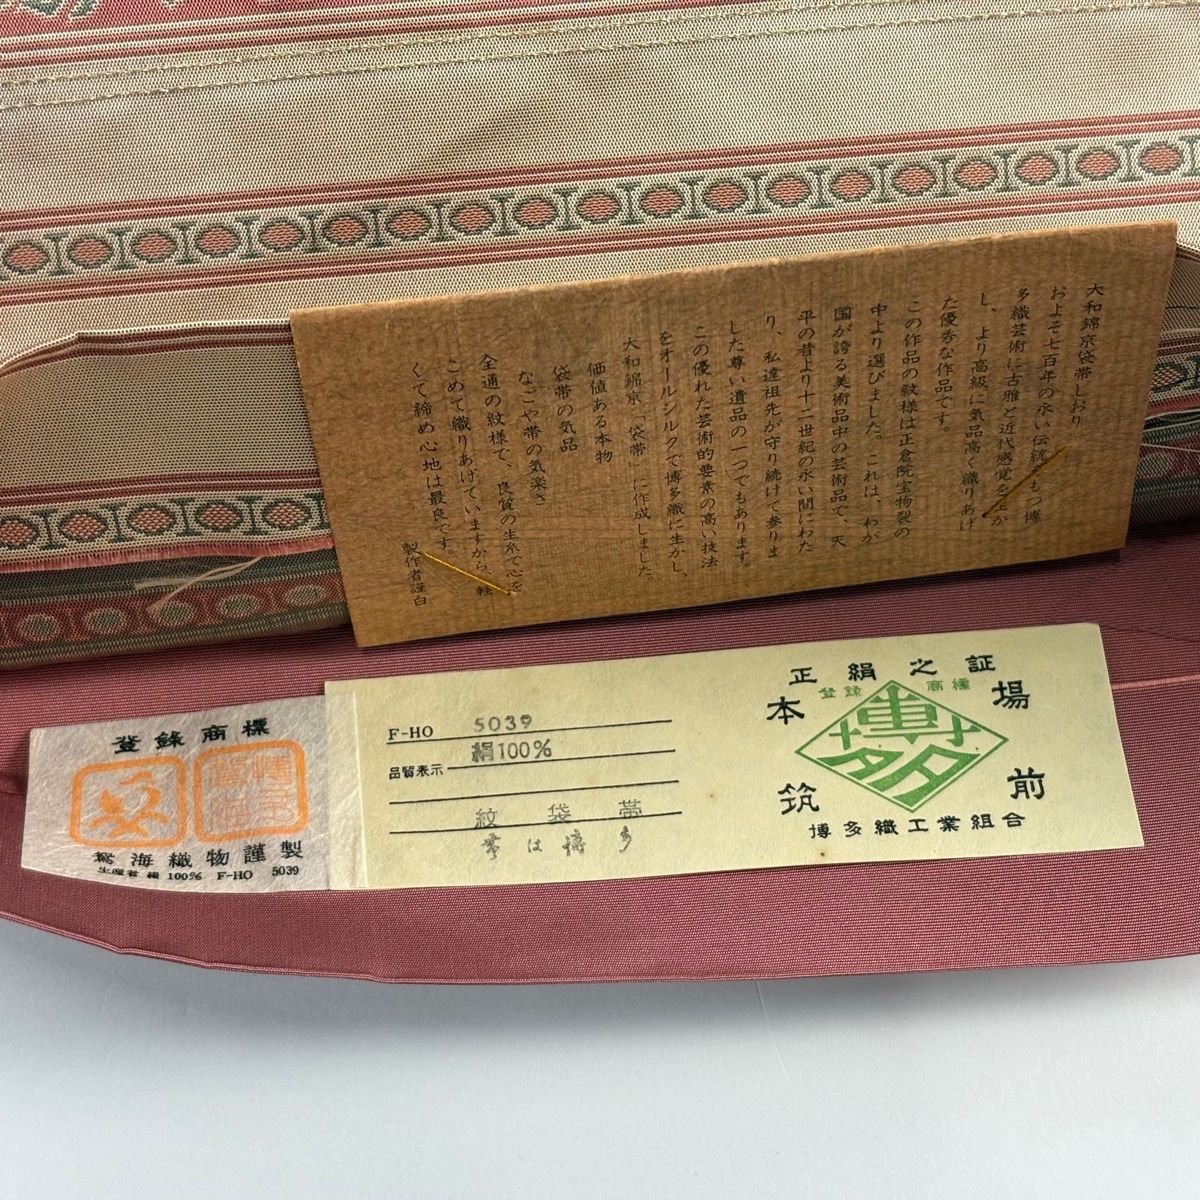 大和錦京袋帯しおり
およそ七百年の永い伝統をもつ博
多織芸術に古雅と近代感覚を生か
し、より高級に気品高く織りあげ
た優秀な作品です。
この作品の紋様は正倉院宝物裂の
中より選びました。これは、わが
国が誇る美術品中の芸術品で、天
平の昔より十二世紀の永い間にわた
り、私達祖先が守り続けて参りま
した尊い遺品の一つでもあります。
この優れた芸術的要素の高い技法
をオールシルクで博多織に生かし、
大和錦京「袋帯」に作成しました。
価値ある本物
袋帯の気品
なごや帯の気楽さ
全通の紋様で、良質の生糸で心を
こめて織りあげていますから、軽
くて締め心地は最良です。
製作者謹白
正絹之証
登録商標
本場
博多
筑前
博多織工業組合
F-HO 5039
品質表示 絹100%
紋袋帯
帯は博多
登録商標
海織物謹製
絹 100% F-HO 5039